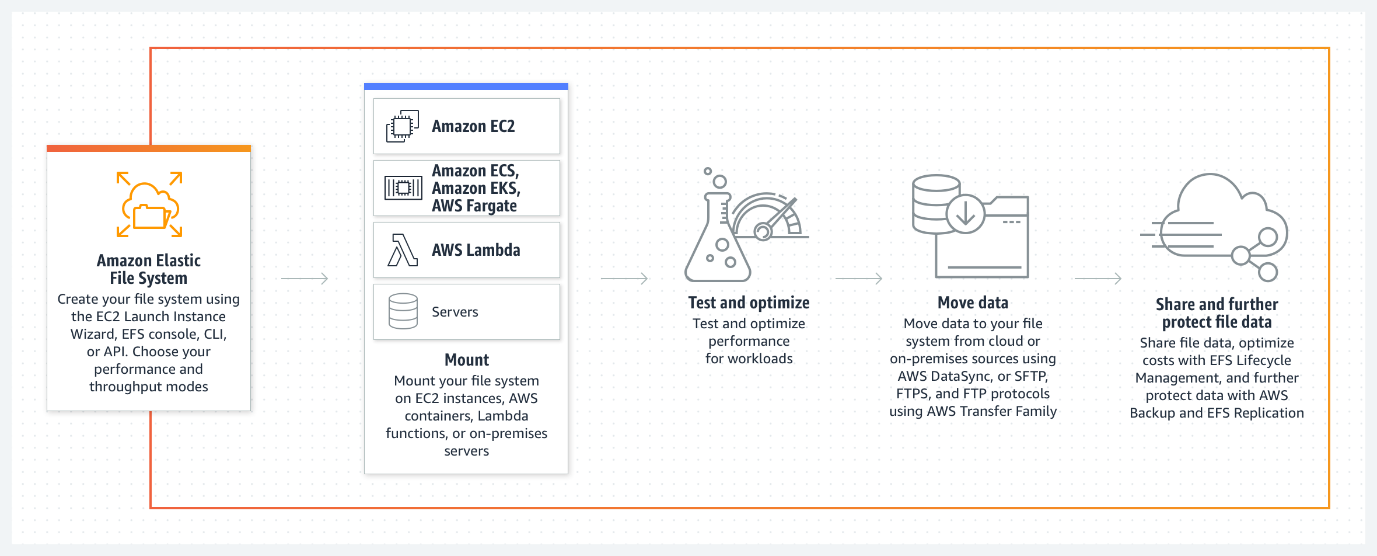 Amazon Elastic
File System
Create your file system using
the EC2 Launch Instance
Wizard, EFS console, CLI,
or API. Choose your
performance and
throughput modes
Amazon EC2
Amazon ECS,
Amazon EKS,
AWS Fargate
AWS Lambda
Servers
Mount
Mount your file system
on EC2 instances, AWS
containers, Lambda
functions, or on-premises
servers
Test and optimize
Test and optimize
performance
for workloads
Move data
Move data to your file
system from cloud or
on-premises sources using
AWS DataSync, or SFTP,
FTPS, and FTP protocols
using AWS Transfer Family
Share and further
protect file data
Share file data, optimize
costs with EFS Lifecycle
Management, and further
protect data with AWS
Backup and EFS Replication